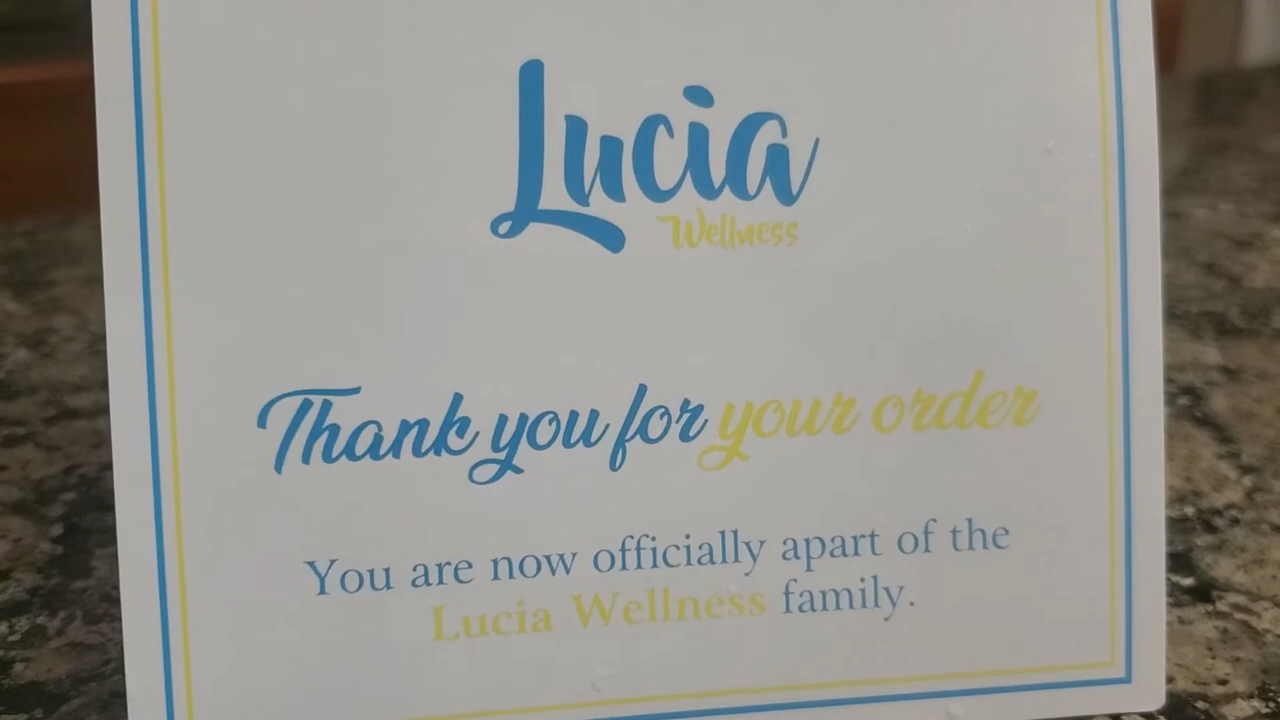 Lucia
Wellness
Thank you for your order
You are now officially apart of the
Lucia Wellness family.